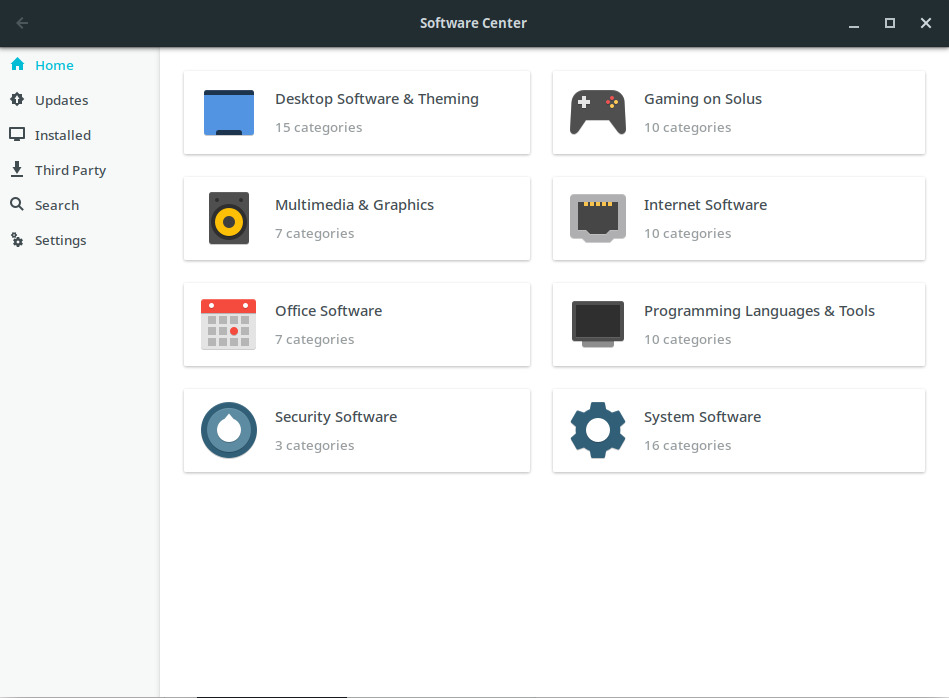 Software Center
Home
Updates
Installed
Third Party
Search
Settings
Desktop Software & Theming
15 categories
Gaming on Solus
10 categories
Multimedia & Graphics
7 categories
Internet Software
10 categories
Office Software
7 categories
Programming Languages & Tools
10 categories
Security Software
3 categories
System Software
16 categories